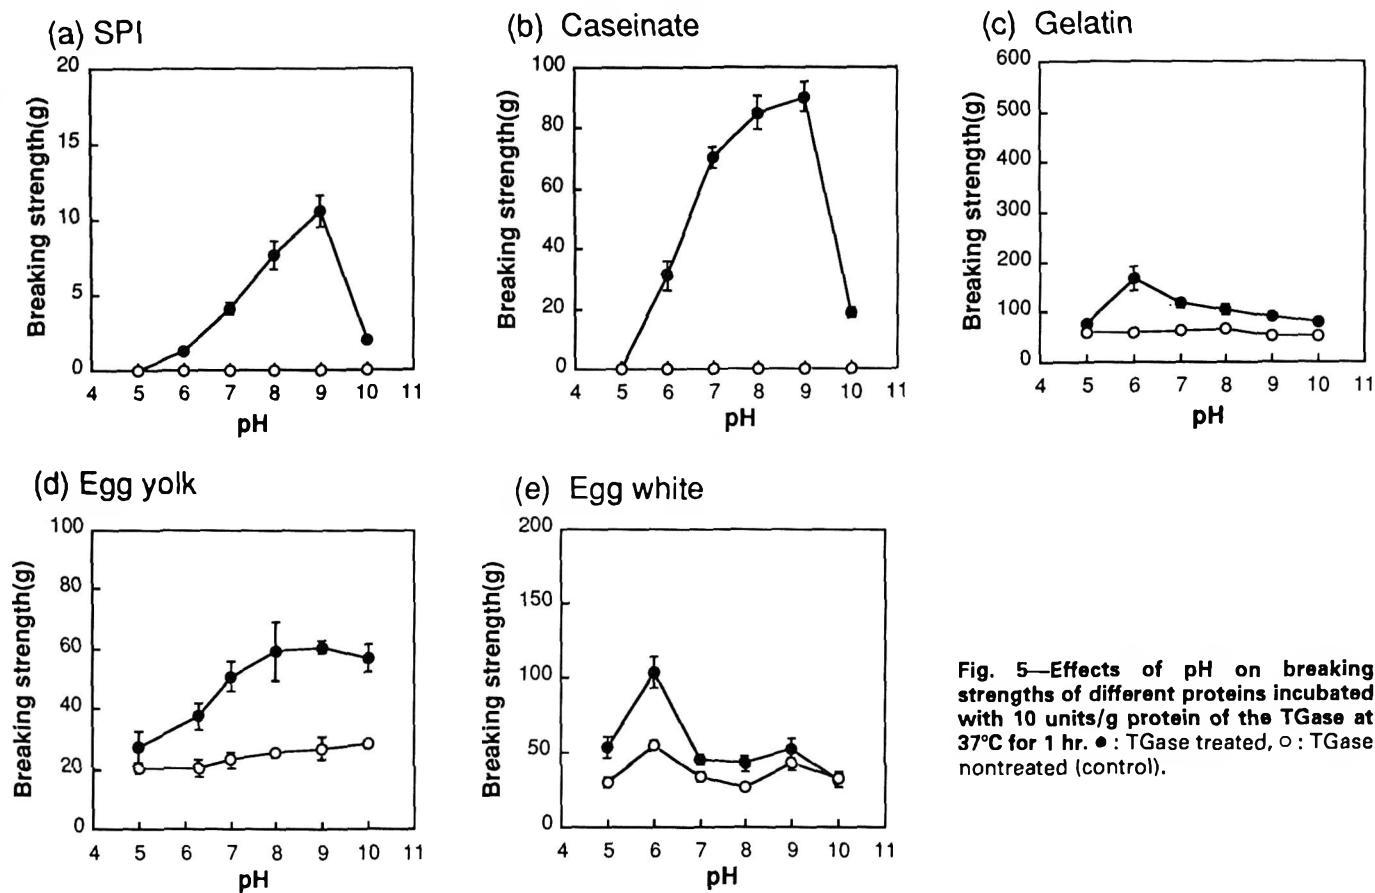 (a) SPI
20
15
10
5
0
Breaking strength(g)
4 5 6 7 8 9 10 11
pH
(b) Caseinate
100
80
60
40
20
0
Breaking strength(g)
4 5 6 7 8 9 10 11
pH
(c) Gelatin
600
500
400
300
200
100
0
Breaking strength(g)
4 5 6 7 8 9 10 11
pH
(d) Egg yolk
100
80
60
40
20
0
Breaking strength(g)
4 5 6 7 8 9 10 11
pH
(e) Egg white
200
150
100
50
0
Breaking strength(g)
4 5 6 7 8 9 10 11
pH
Fig. 5—Effects of pH on breaking
strengths of different proteins incubated
with 10 units/g protein of the TGase at
37°C for 1 hr. ● : TGase treated, ○ : TGase
nontreated (control).